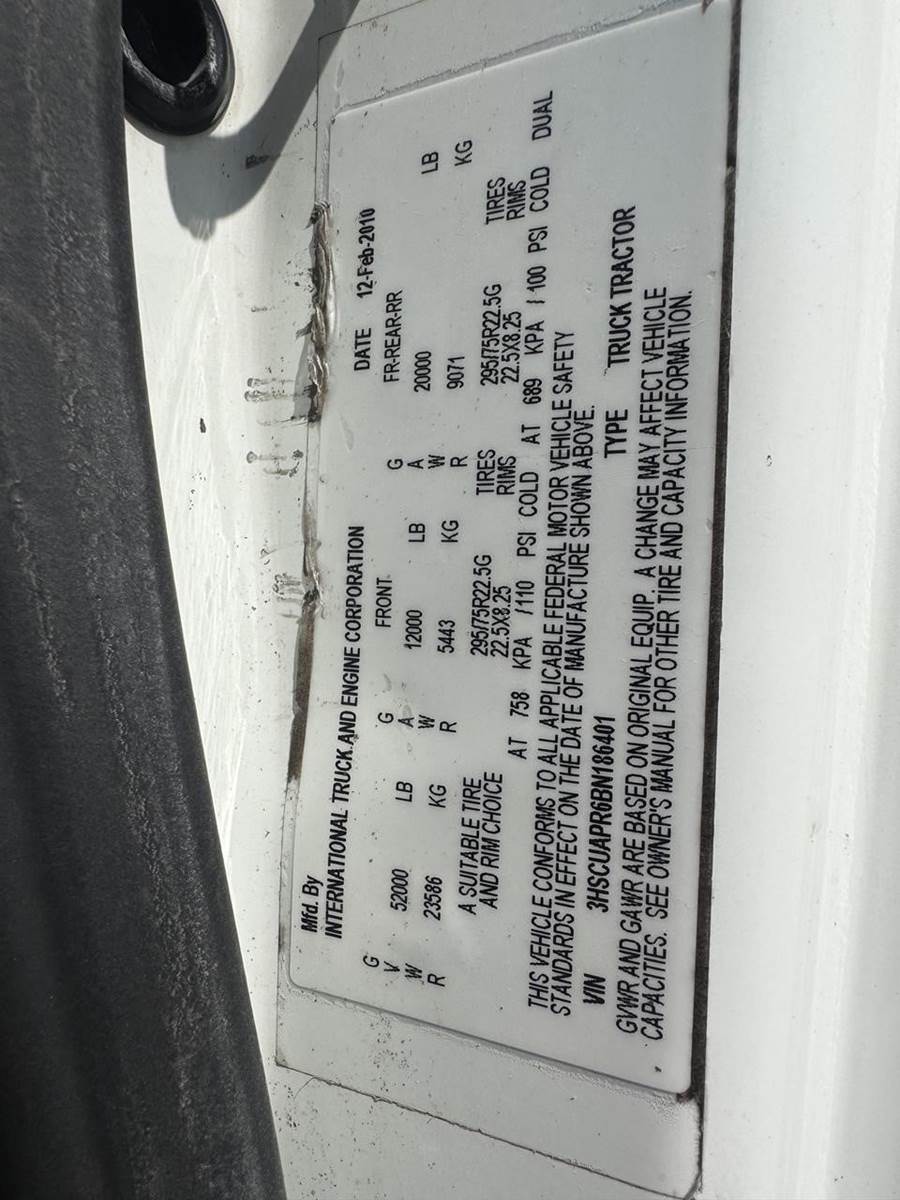 Mfd. By
INTERNATIONAL TRUCK AND ENGINE CORPORATION DATE 12-Feb-2010
G V W R 52000 LB 23586 KG
FRONT
G A W R 12000 LB 5443 KG
FR-REAR-RR
G A W R 20000 LB 9071 KG
A SUITABLE TIRE 295/75R22.5G TIRES 295/75R22.5G TIRES
AND RIM CHOICE 22.5X8.25 RIMS 22.5X8.25 RIMS
AT 758 KPA / 110 PSI COLD AT 689 KPA / 100 PSI COLD DUAL
THIS VEHICLE CONFORMS TO ALL APPLICABLE FEDERAL MOTOR VEHICLE SAFETY
STANDARDS IN EFFECT ON THE DATE OF MANUFACTURE SHOWN ABOVE.
VIN 3HSCUAPR6BN186401 TYPE TRUCK TRACTOR
GVWR AND GAWR ARE BASED ON ORIGINAL EQUIP. A CHANGE MAY AFFECT VEHICLE
CAPACITIES. SEE OWNER'S MANUAL FOR OTHER TIRE AND CAPACITY INFORMATION.